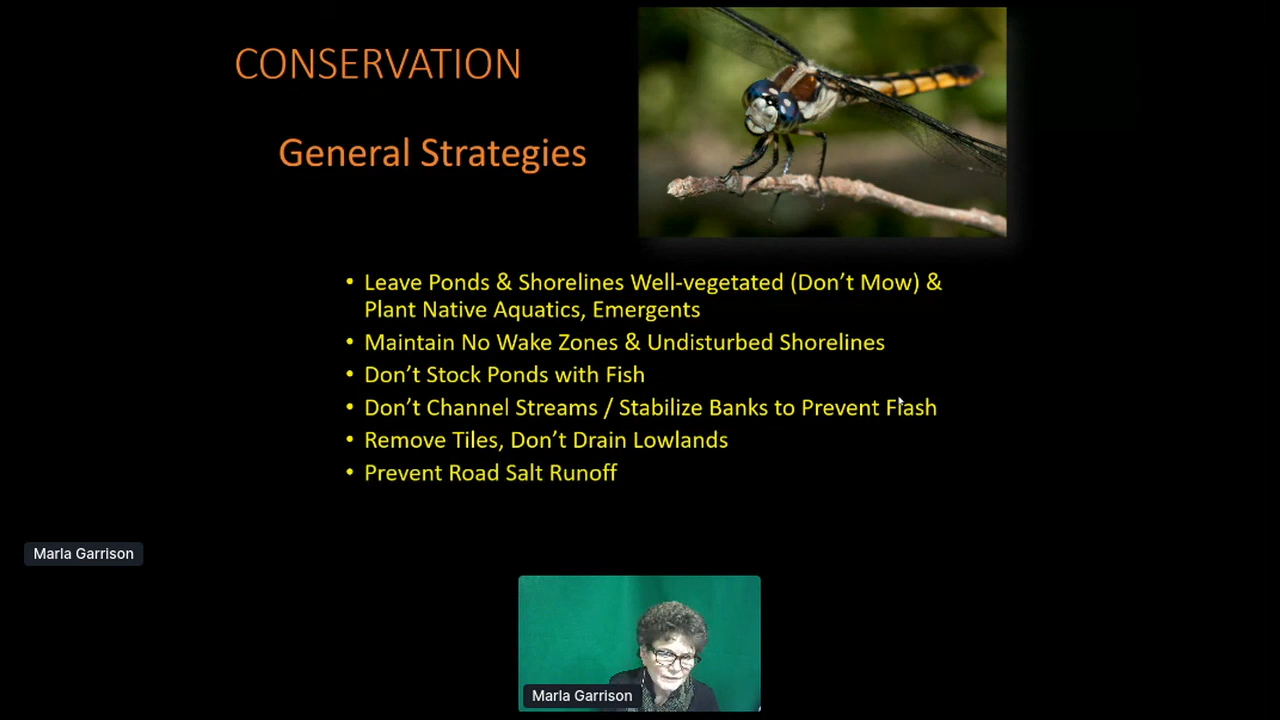 CONSERVATION
General Strategies
• Leave Ponds & Shorelines Well-vegetated (Don’t Mow) &
Plant Native Aquatics, Emergents
• Maintain No Wake Zones & Undisturbed Shorelines
• Don’t Stock Ponds with Fish
• Don’t Channel Streams / Stabilize Banks to Prevent Flash
• Remove Tiles, Don’t Drain Lowlands
• Prevent Road Salt Runoff
Marla Garrison
Marla Garrison